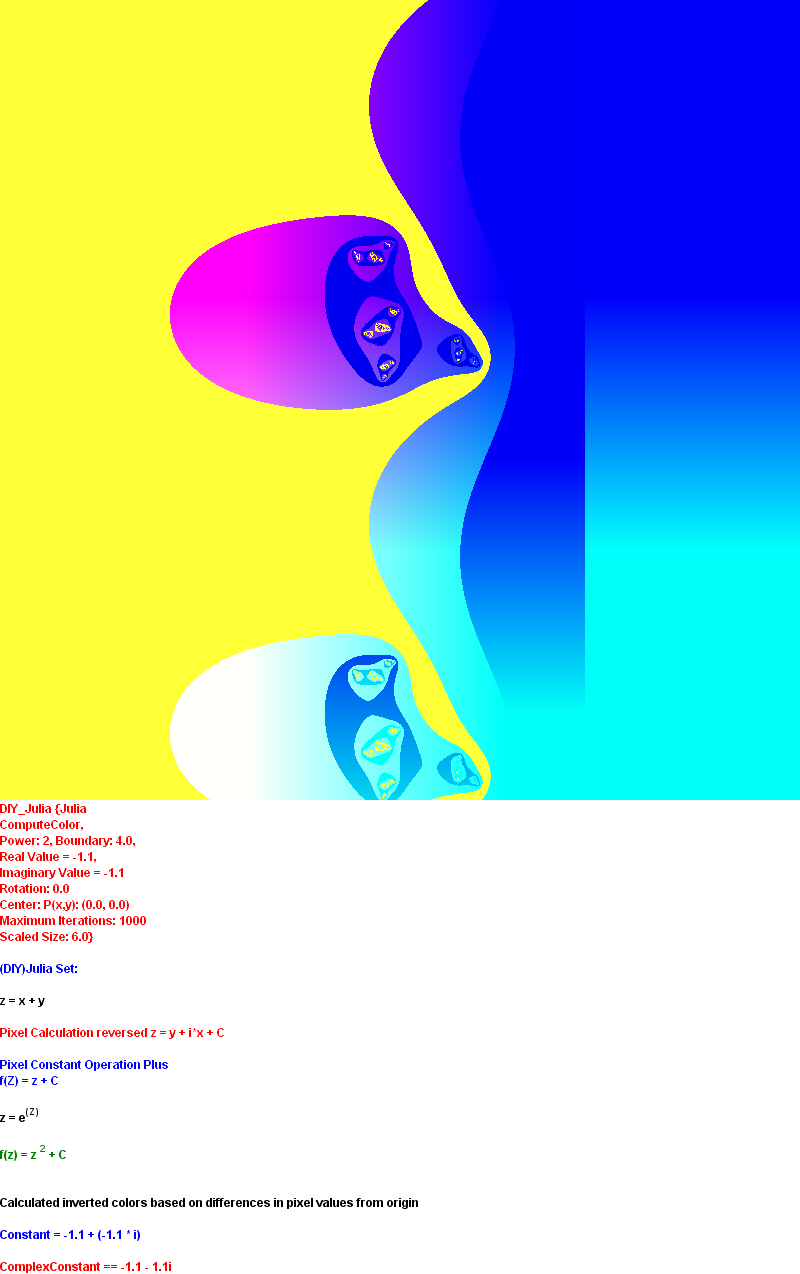 DIY_Julia {Julia
ComputeColor,
Power: 2, Boundary: 4.0,
Real Value = -1.1,
Imaginary Value = -1.1
Rotation: 0.0
Center: P(x,y): (0.0, 0.0)
Maximum Iterations: 1000
Scaled Size: 6.0}
(DIY)Julia Set:
z = x + y
Pixel Calculation reversed z = y + i*x + C
Pixel Constant Operation Plus
f(Z) = z + C
z = e(Z)
f(z) = z 2 + C
Calculated inverted colors based on differences in pixel values from origin
Constant = -1.1 + (-1.1 * i)
ComplexConstant == -1.1 - 1.1i